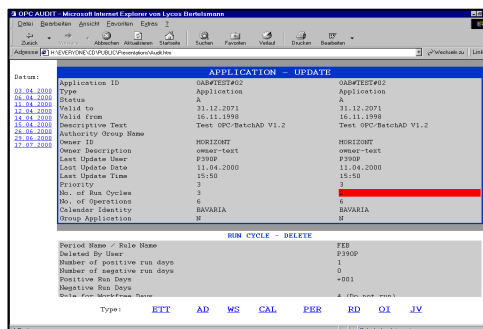 OPC AUDIT - Microsoft Internet Explorer von Lycos Bertelsmann
Datei Bearbeiten Ansicht Favoriten Extras ?
Zurück Abbrechen Aktualisieren Startseite Suchen Favoriten Verlauf Drucken Bearbeiten
Adresse H:\EVERYONE\CD\PUBLIC\Presentations\Audit.htm Wechseln zu Link
Datum:
03.04.2000
06.04.2000
11.04.2000
12.04.2000
14.04.2000
15.04.2000
26.06.2000
29.06.2000
17.07.2000
APPLICATION - UPDATE
Application ID OAB#TEST#02 OAB#TEST#02
Type Application Application
Status A A
Valid to 31.12.2071 31.12.2071
Valid from 16.11.1998 16.11.1998
Descriptive Text Test OPC/BatchAD V1.2 Test OPC/BatchAD V1.2
Authority Group Name
Owner ID HORIZONT HORIZONT
Owner Description owner-text owner-text
Last Update User P390P P390P
Last Update Date 11.04.2000 11.04.2000
Last Update Time 15:50 15:50
Priority 3 3
No. of Run Cycles 3
No. of Operations 6 6
Calendar Identity BAVARIA BAVARIA
Group Application N N
RUN CYCLE - DELETE
Period Name / Rule Name FEB
Deleted By User P390P
Number of positive run days 1
Number of negative run days 0
Positive Run Days +001
Negative Run Days
Rule for Workfree Days 4 (Do not run)
Type: ETT AD WS CAL PER RD OI JV